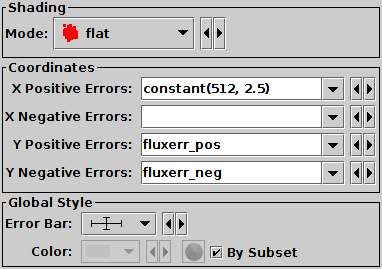 Shading
Mode: flat
Coordinates
X Positive Errors: constant(512, 2.5)
X Negative Errors:
Y Positive Errors: fluxerr_pos
Y Negative Errors: fluxerr_neg
Global Style
Error Bar:
Color: By Subset